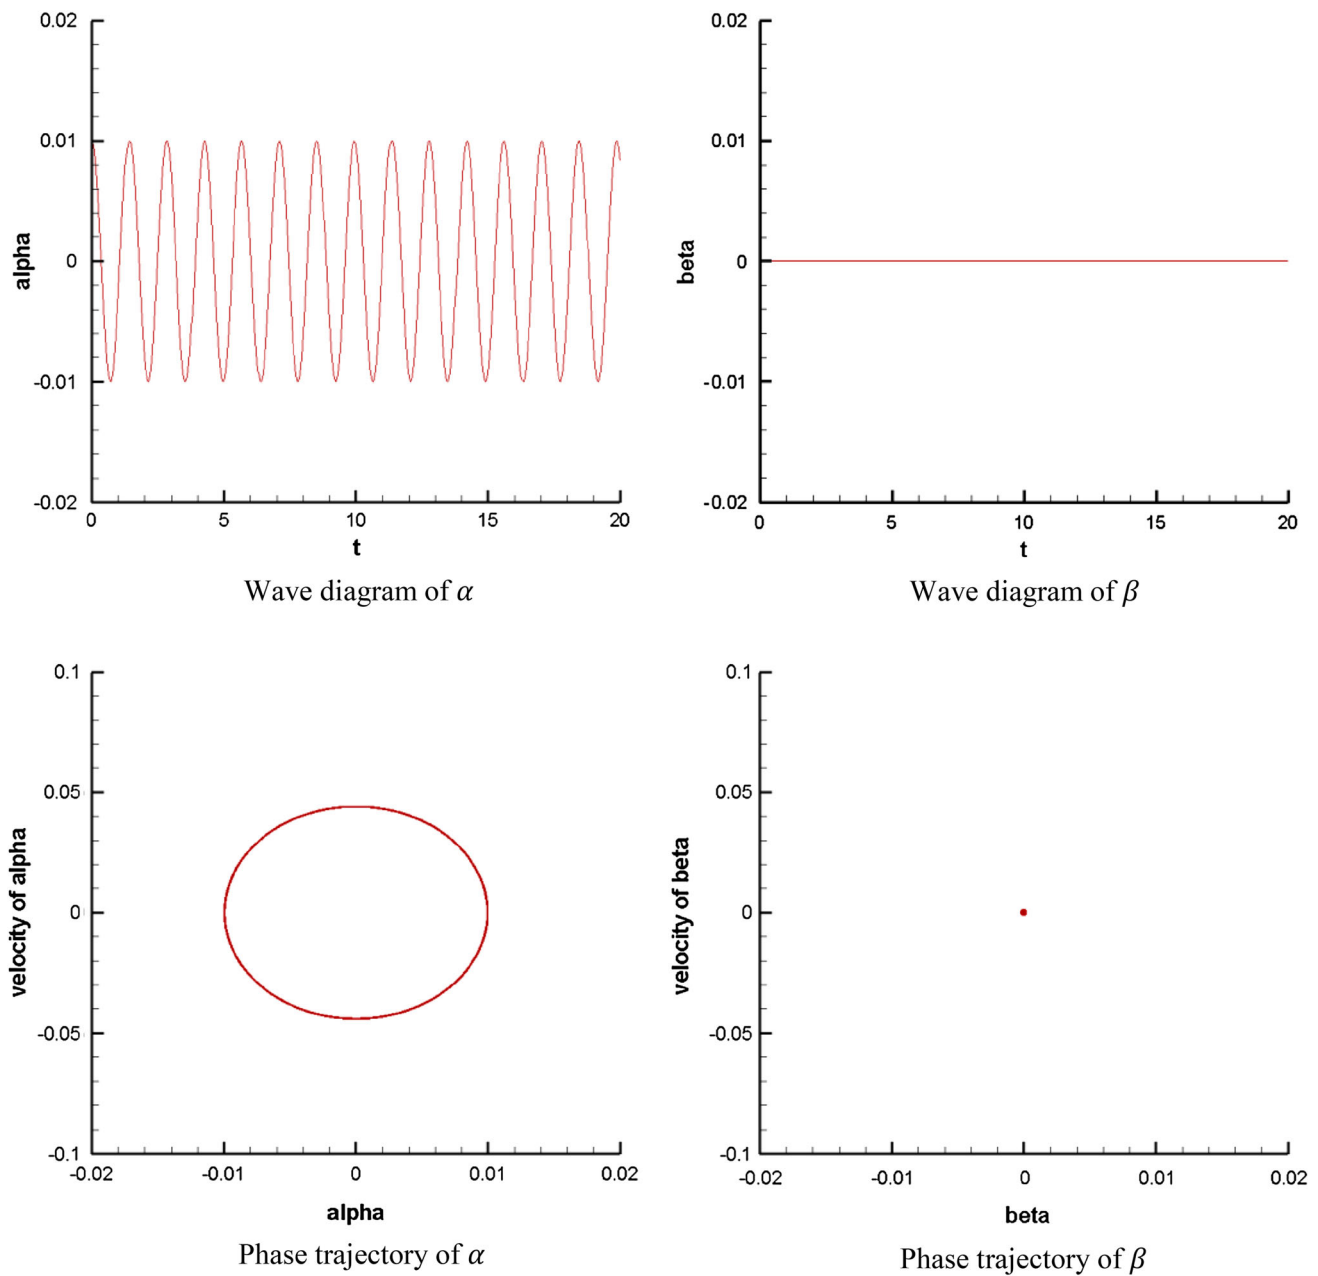 0.02
0.01
0
-0.01
-0.02
alpha
0 5 10 15 20
t
Wave diagram of α
0.02
0.01
0
-0.01
-0.02
beta
0 5 10 15 20
t
Wave diagram of β
0.1
0.05
0
-0.05
-0.1
velocity of alpha
-0.02 -0.01 0 0.01 0.02
alpha
Phase trajectory of α
0.1
0.05
0
-0.05
-0.1
velocity of beta
-0.02 -0.01 0 0.01 0.02
beta
Phase trajectory of β